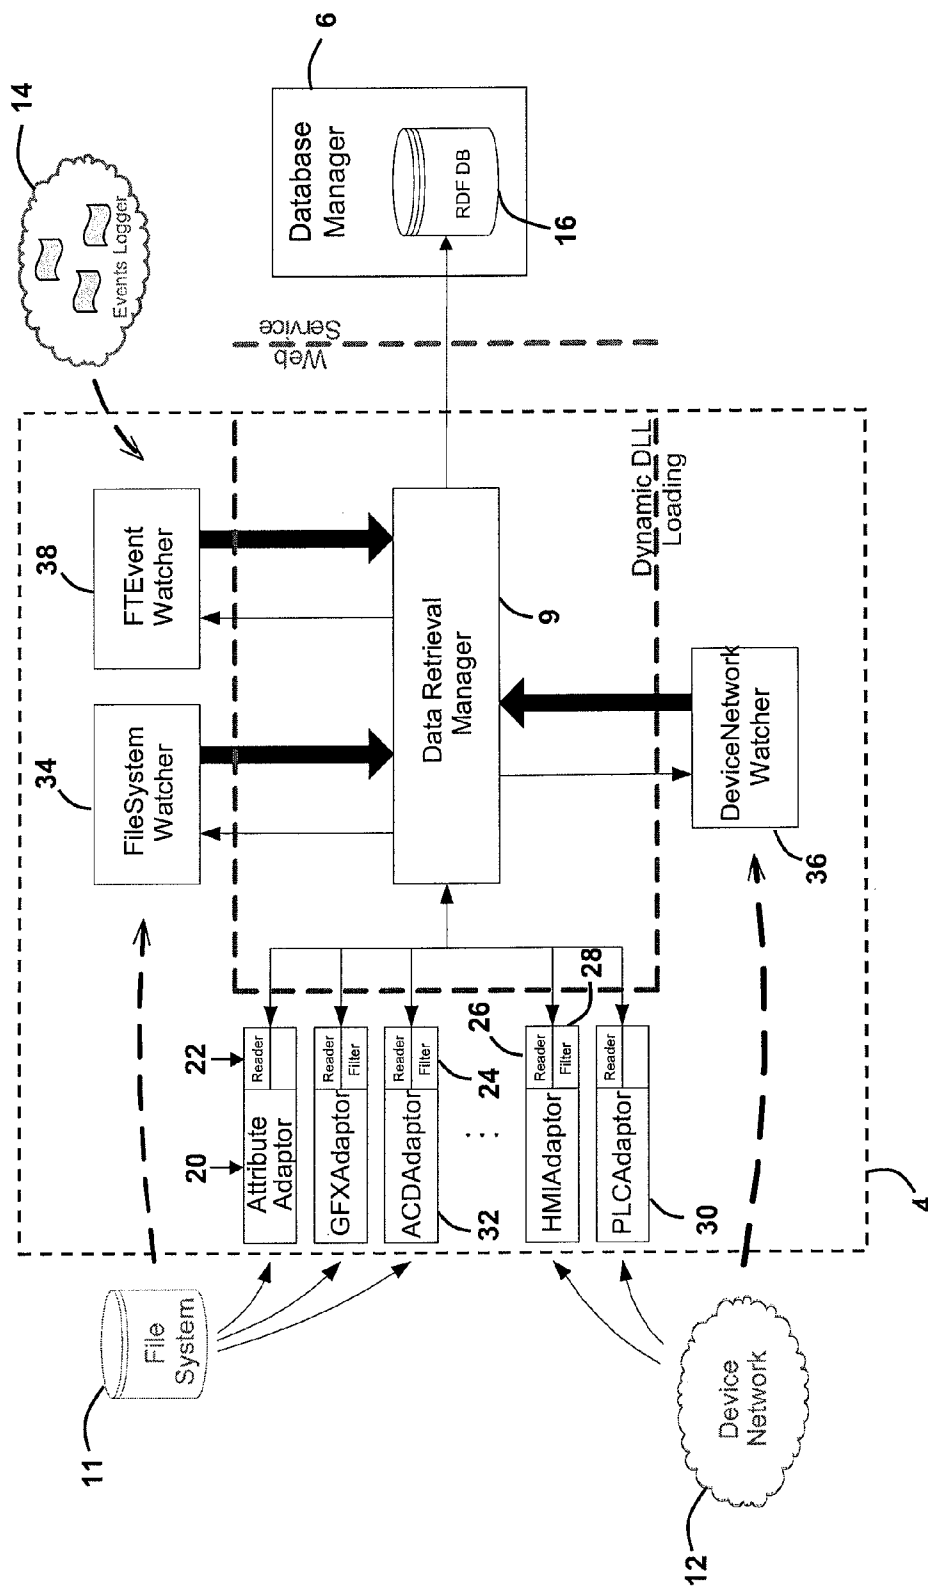 14
Events Logger
6
Database
Manager
RDF DB
16
Web
Service
38
FTEvent
Watcher
34
FileSystem
Watcher
Data Retrieval
Manager
9
Dynamic DLL
Loading
DeviceNetwork
Watcher
36
22
20
Attribute
Adaptor
Reader
GFXAdaptor
Reader
Filter
ACDAdaptor
Reader
Filter
24
32
...
26
28
HMIAdaptor
Reader
Filter
PLCAdaptor
Reader
30
4
11
File
System
12
Device
Network